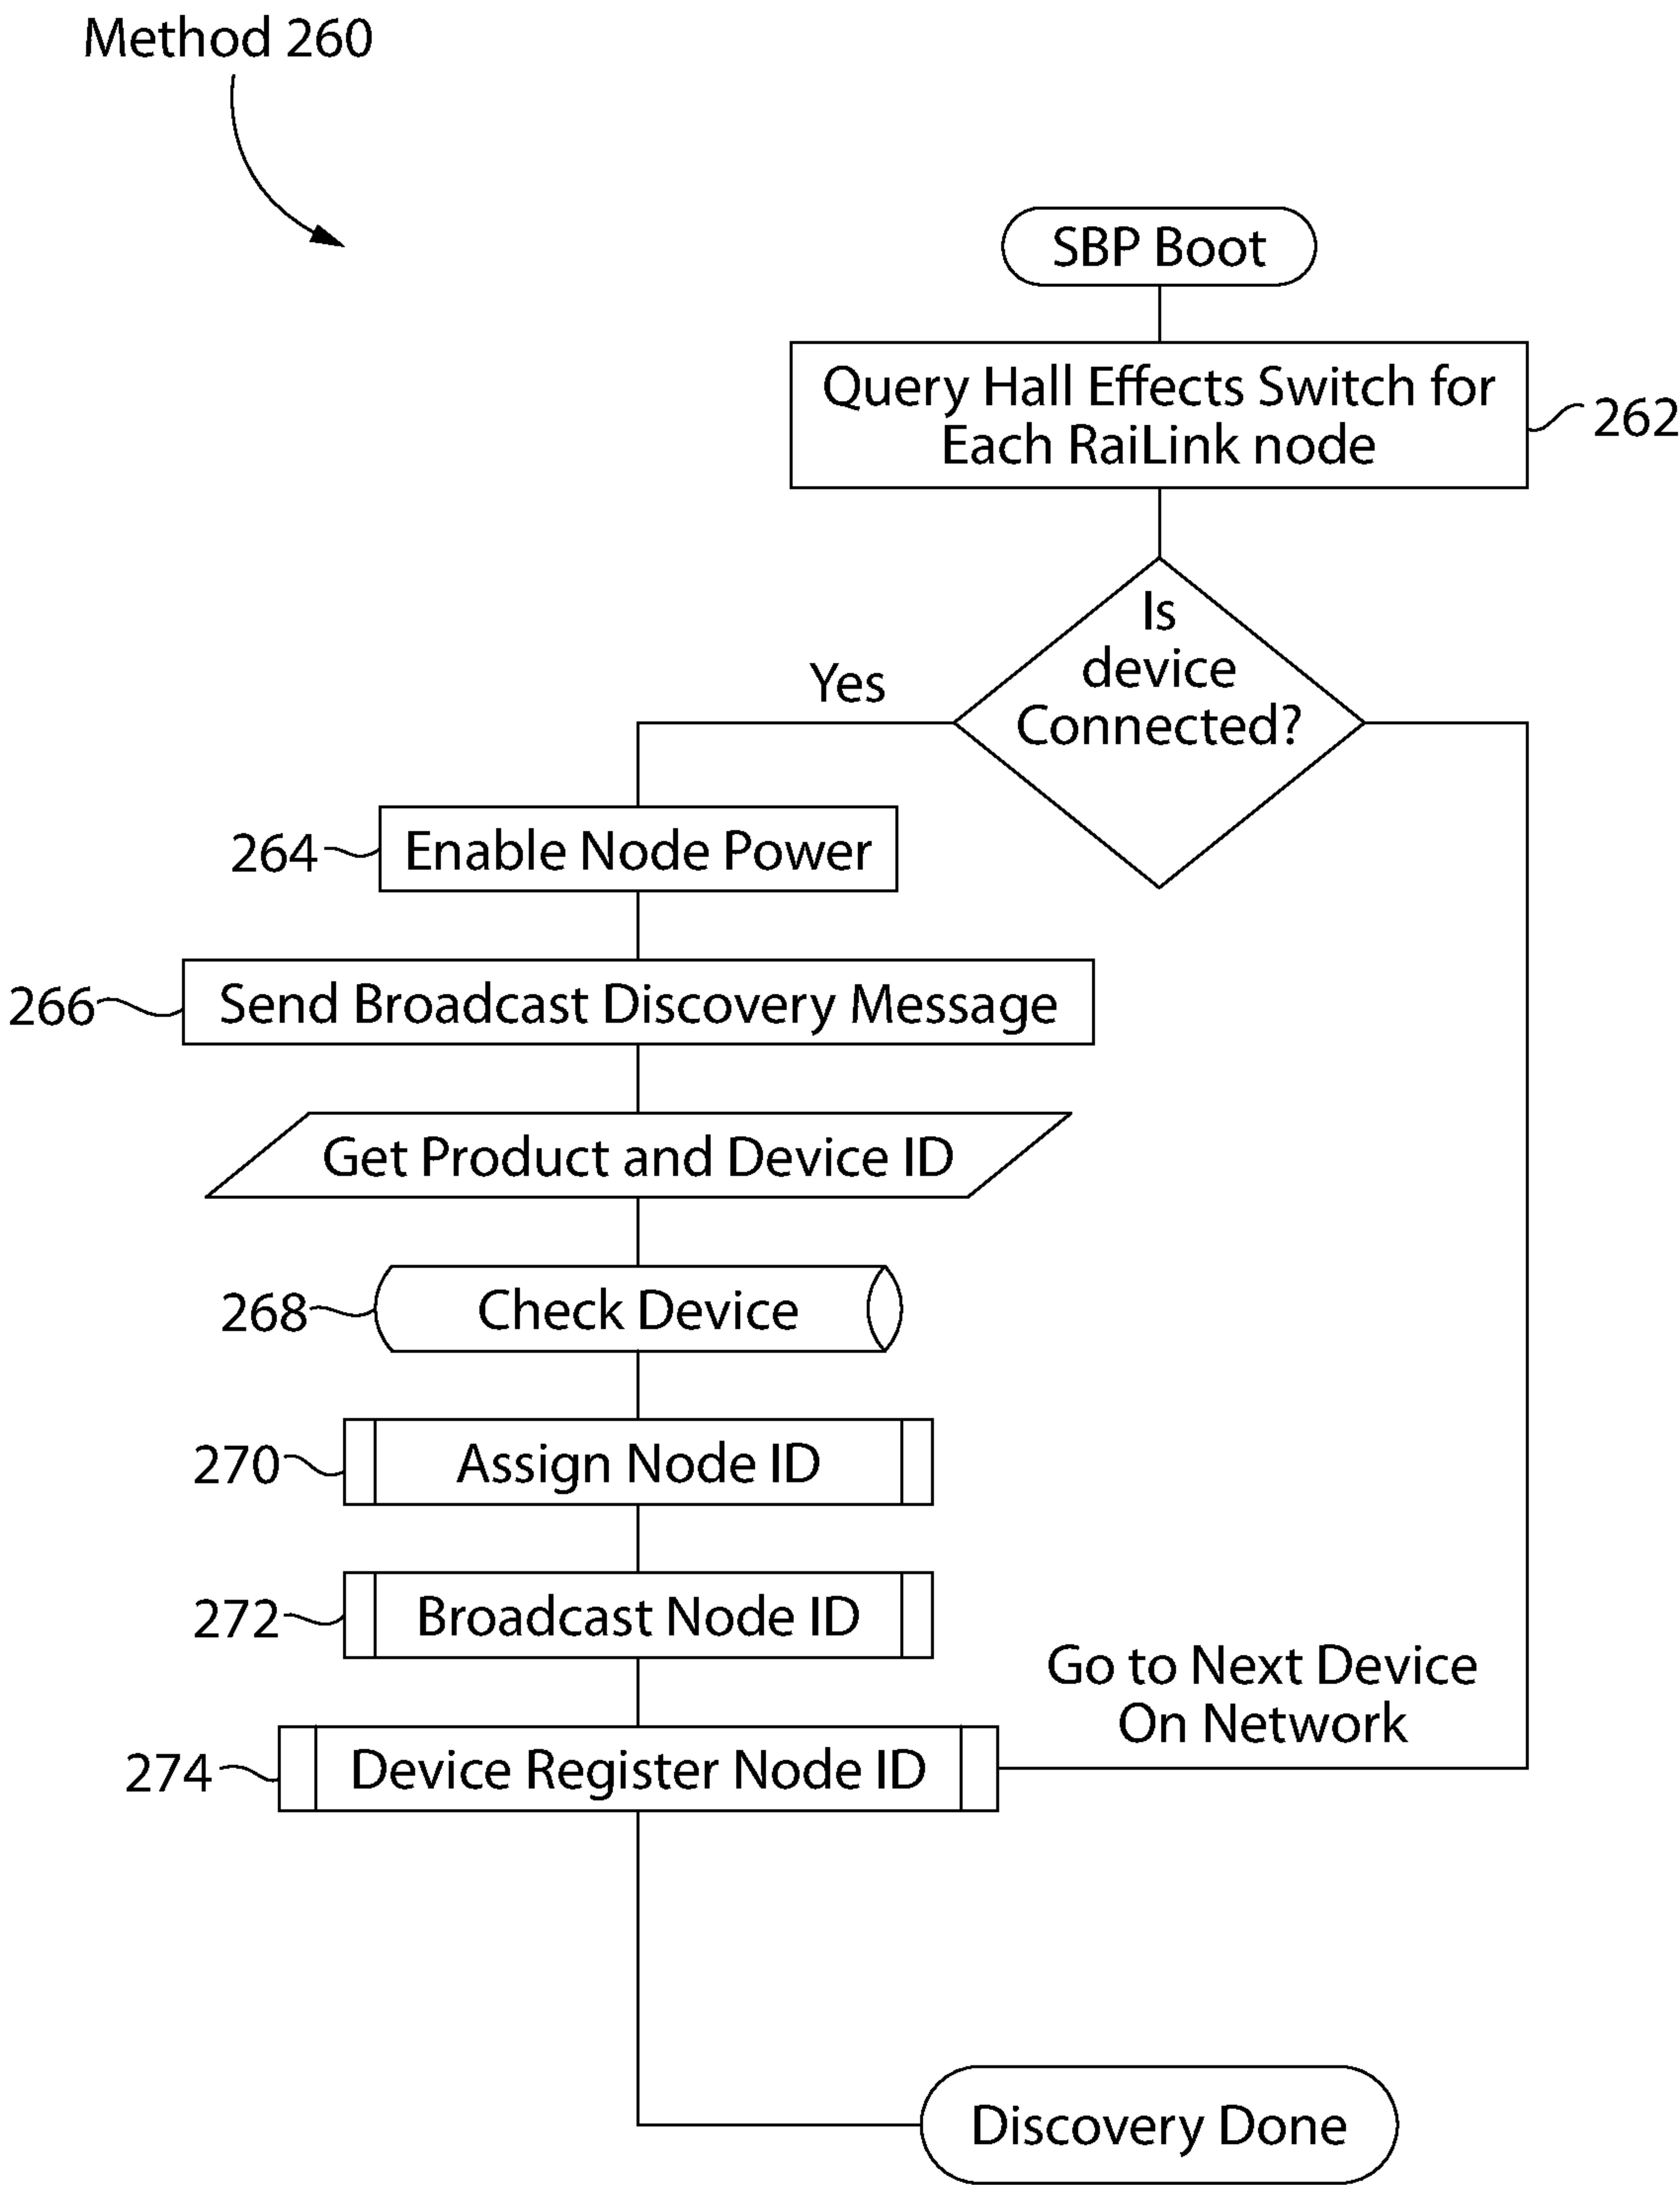 Method 260
SBP Boot
Query Hall Effects Switch for
Each RaiLink node
262
Is
device
Connected?
Yes
264
Enable Node Power
266
Send Broadcast Discovery Message
Get Product and Device ID
268
Check Device
270
Assign Node ID
272
Broadcast Node ID
Go to Next Device
On Network
274
Device Register Node ID
Discovery Done